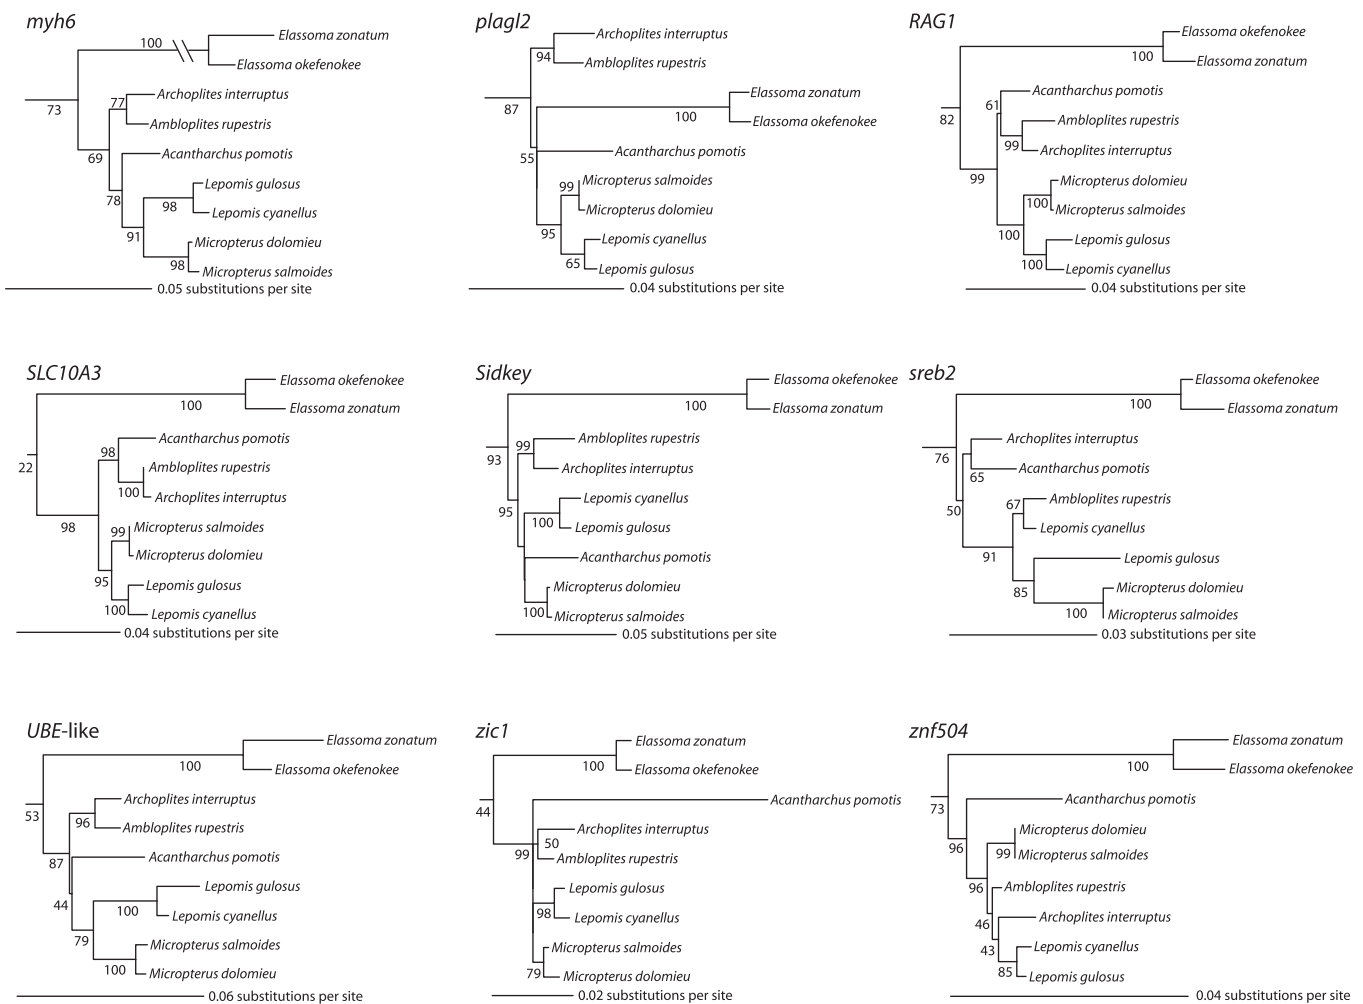 myh6
100
Elassoma zonatum
Elassoma okefenokee
73
77
Archoplites interruptus
Ambloplites rupestris
69
Acantharchus pomotis
78
Lepomis gulosus
98
Lepomis cyanellus
91
Micropterus dolomieu
98
Micropterus salmoides
0.05 substitutions per site
plagl2
Archoplites interruptus
94
Ambloplites rupestris
87
Elassoma zonatum
100
Elassoma okefenokee
55
Acantharchus pomotis
99
Micropterus salmoides
Micropterus dolomieu
95
Lepomis cyanellus
65
Lepomis gulosus
0.04 substitutions per site
RAG1
Elassoma okefenokee
100
Elassoma zonatum
82
61
Acantharchus pomotis
Ambloplites rupestris
99
Archoplites interruptus
99
Micropterus dolomieu
100
Micropterus salmoides
100
Lepomis gulosus
100
Lepomis cyanellus
0.04 substitutions per site
SLC10A3
Elassoma okefenokee
100
Elassoma zonatum
22
98
Acantharchus pomotis
Ambloplites rupestris
100
Archoplites interruptus
98
99
Micropterus salmoides
Micropterus dolomieu
95
Lepomis gulosus
100
Lepomis cyanellus
0.04 substitutions per site
Sidkey
Elassoma okefenokee
100
Elassoma zonatum
93
99
Ambloplites rupestris
Archoplites interruptus
95
Lepomis cyanellus
100
Lepomis gulosus
Acantharchus pomotis
Micropterus dolomieu
100
Micropterus salmoides
0.05 substitutions per site
sreb2
Elassoma okefenokee
100
Elassoma zonatum
76
Archoplites interruptus
65
Acantharchus pomotis
50
67
Ambloplites rupestris
Lepomis cyanellus
91
Lepomis gulosus
85
Micropterus dolomieu
100
Micropterus salmoides
0.03 substitutions per site
UBE-like
Elassoma zonatum
100
Elassoma okefenokee
53
Archoplites interruptus
96
Ambloplites rupestris
87
Acantharchus pomotis
44
Lepomis gulosus
100
Lepomis cyanellus
79
Micropterus salmoides
100
Micropterus dolomieu
0.06 substitutions per site
zic1
Elassoma zonatum
100
Elassoma okefenokee
44
Acantharchus pomotis
Archoplites interruptus
99
50
Ambloplites rupestris
Lepomis gulosus
98
Lepomis cyanellus
Micropterus salmoides
79
Micropterus dolomieu
0.02 substitutions per site
znf504
Elassoma zonatum
100
Elassoma okefenokee
73
Acantharchus pomotis
96
Micropterus dolomieu
99
Micropterus salmoides
96
Ambloplites rupestris
46
Archoplites interruptus
43
Lepomis cyanellus
85
Lepomis gulosus
0.04 substitutions per site